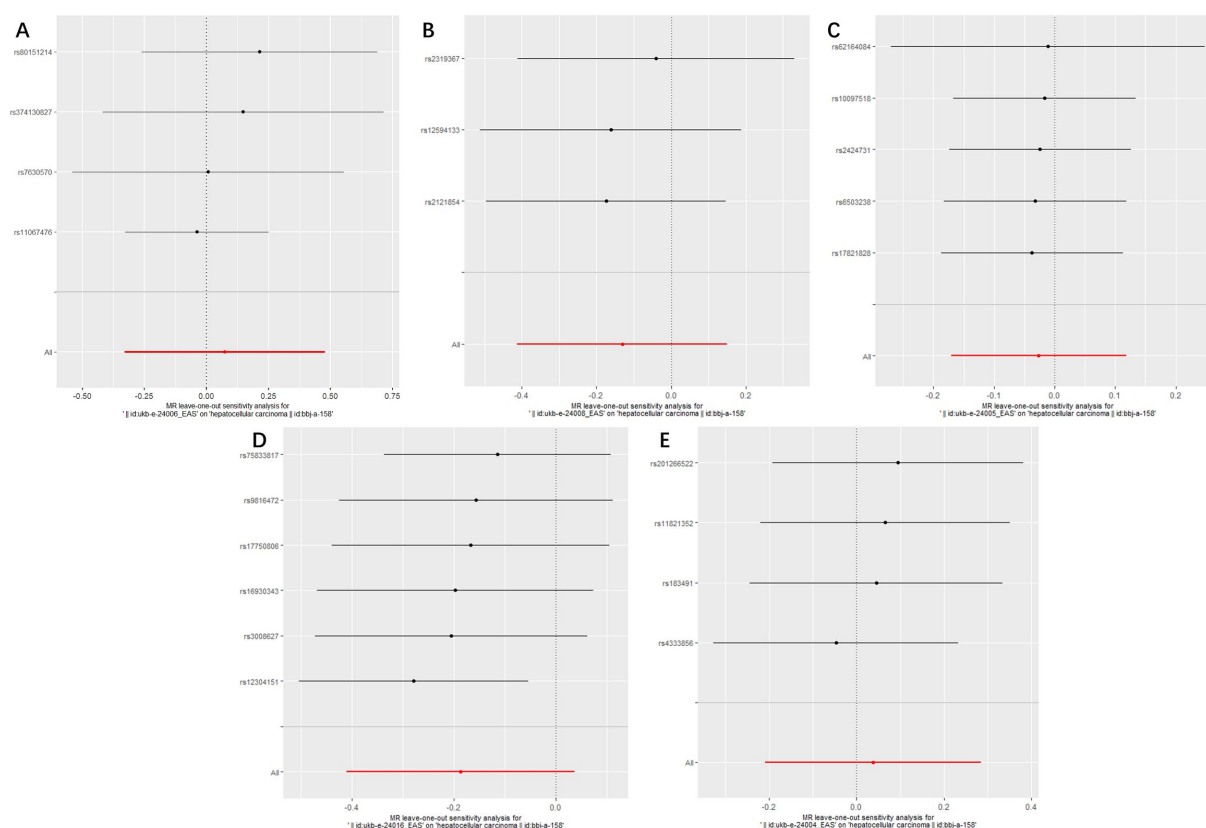 A
rs80151214
rs374130827
rs7630570
rs11067476
All
-0.50 -0.25 0.00 0.25 0.50 0.75
MR leave-one-out sensitivity analysis for
' || id:ukb-e-24006_EAS' on 'hepatocellular carcinoma || id:bbj-a-158'
B
rs2319367
rs12594133
rs2121854
All
-0.4 -0.2 0.0 0.2
MR leave-one-out sensitivity analysis for
' || id:ukb-e-24008_EAS' on 'hepatocellular carcinoma || id:bbj-a-158'
C
rs62164084
rs10097518
rs2424731
rs6503238
rs17821828
All
-0.2 -0.1 0.0 0.1 0.2
MR leave-one-out sensitivity analysis for
' || id:ukb-e-24005_EAS' on 'hepatocellular carcinoma || id:bbj-a-158'
D
rs75833817
rs9816472
rs17750806
rs16930343
rs3008627
rs12304151
All
-0.4 -0.2 0.0
MR leave-one-out sensitivity analysis for
' || id:ukb-e-24016_EAS' on 'hepatocellular carcinoma || id:bbj-a-158'
E
rs201266522
rs11821352
rs183491
rs4333856
All
-0.2 0.0 0.2 0.4
MR leave-one-out sensitivity analysis for
' || id:ukb-e-24004_EAS' on 'hepatocellular carcinoma || id:bbj-a-158'